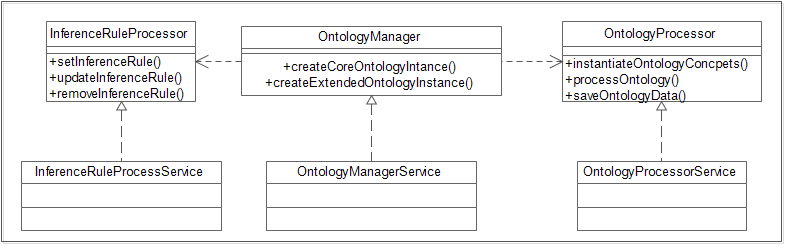 InferenceRuleProcessor
+setInferenceRule()
+updateInferenceRule()
+removeInferenceRule()
OntologyManager
+createCoreOntologyIntance()
+createExtendedOntologyInstance()
OntologyProcessor
+instantiateOntologyConcpets()
+processOntology()
+saveOntologyData()
InferenceRuleProcessService
OntologyManagerService
OntologyProcessorService